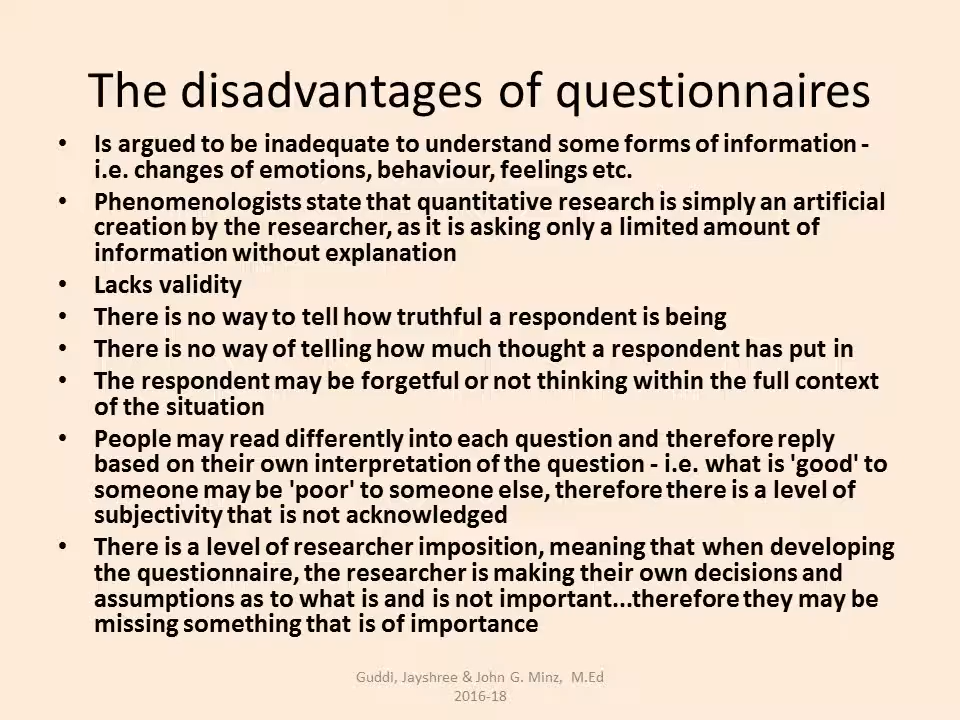 The disadvantages of questionnaires
• Is argued to be inadequate to understand some forms of information -
i.e. changes of emotions, behaviour, feelings etc.
• Phenomenologists state that quantitative research is simply an artificial
creation by the researcher, as it is asking only a limited amount of
information without explanation
• Lacks validity
• There is no way to tell how truthful a respondent is being
• There is no way of telling how much thought a respondent has put in
• The respondent may be forgetful or not thinking within the full context
of the situation
• People may read differently into each question and therefore reply
based on their own interpretation of the question - i.e. what is 'good' to
someone may be 'poor' to someone else, therefore there is a level of
subjectivity that is not acknowledged
• There is a level of researcher imposition, meaning that when developing
the questionnaire, the researcher is making their own decisions and
assumptions as to what is and is not important...therefore they may be
missing something that is of importance
Guddi, Jayshree & John G. Minz, M.Ed
2016-18